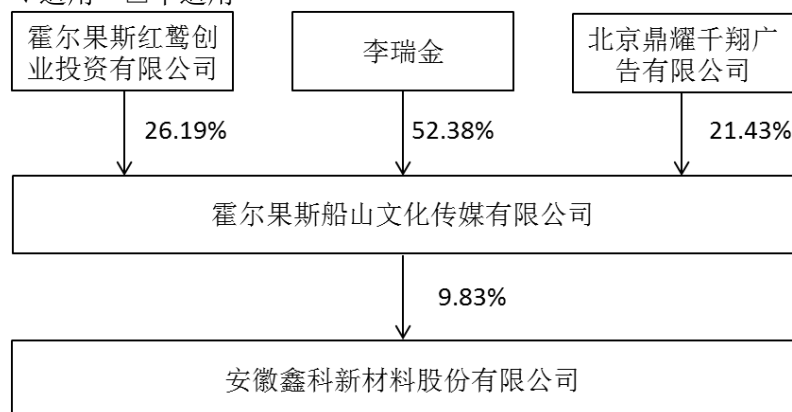 霍尔果斯红鹫创
业投资有限公司
李瑞金
北京鼎耀千翔广
告有限公司
26.19%
52.38%
21.43%
霍尔果斯船山文化传媒有限公司
9.83%
安徽鑫科新材料股份有限公司